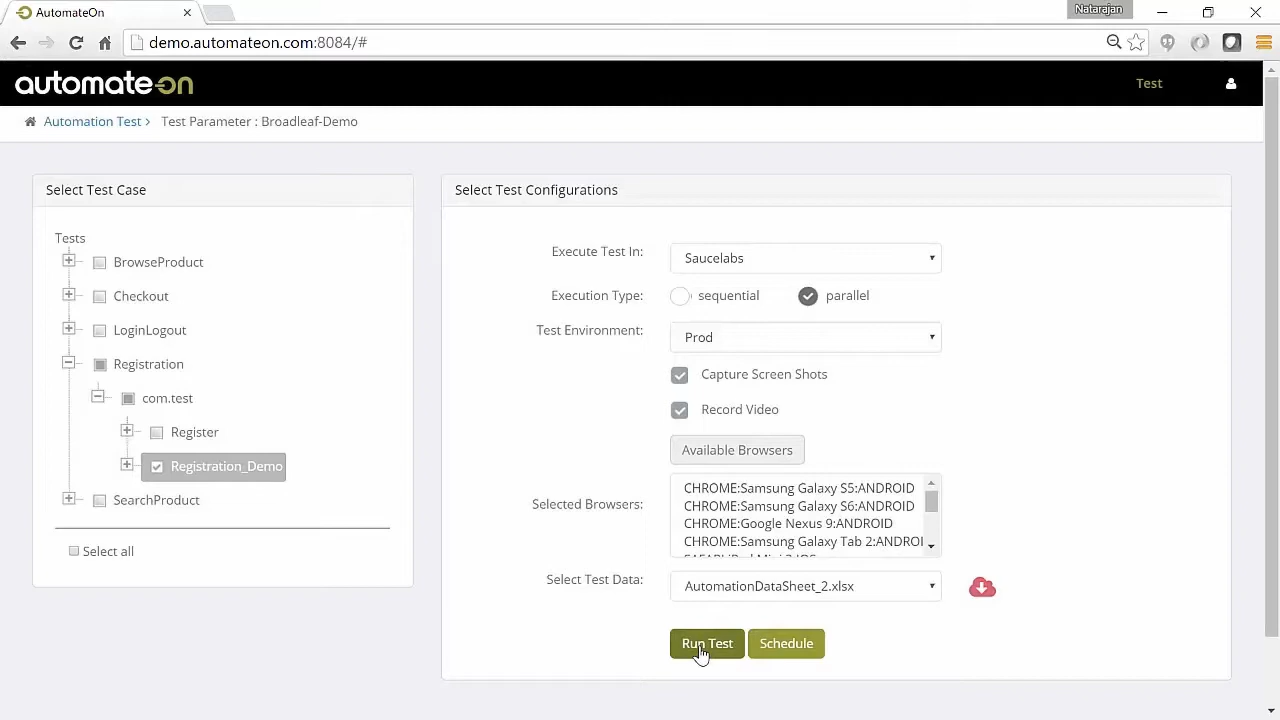 AutomateOn
Natarajan
demo.automateon.com:8084/#
automate-on
Test
Automation Test > Test Parameter : Broadleaf-Demo
Select Test Case
Tests
BrowseProduct
Checkout
LoginLogout
Registration
com.test
Register
Registration_Demo
SearchProduct
Select all
Select Test Configurations
Execute Test In: Saucelabs
Execution Type: sequential parallel
Test Environment: Prod
Capture Screen Shots
Record Video
Available Browsers
Selected Browsers:
CHROME:Samsung Galaxy S5:ANDROID
CHROME:Samsung Galaxy S6:ANDROID
CHROME:Google Nexus 9:ANDROID
CHROME:Samsung Galaxy Tab 2:ANDROI
Select Test Data: AutomationDataSheet_2.xlsx
Run Test Schedule